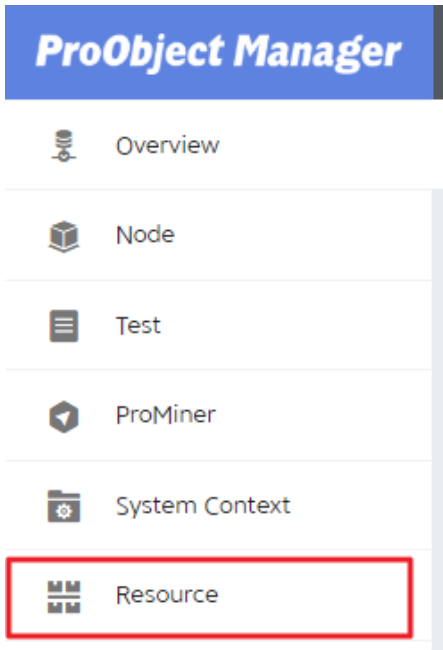 ProObject Manager
Overview
Node
Test
ProMiner
System Context
Resource